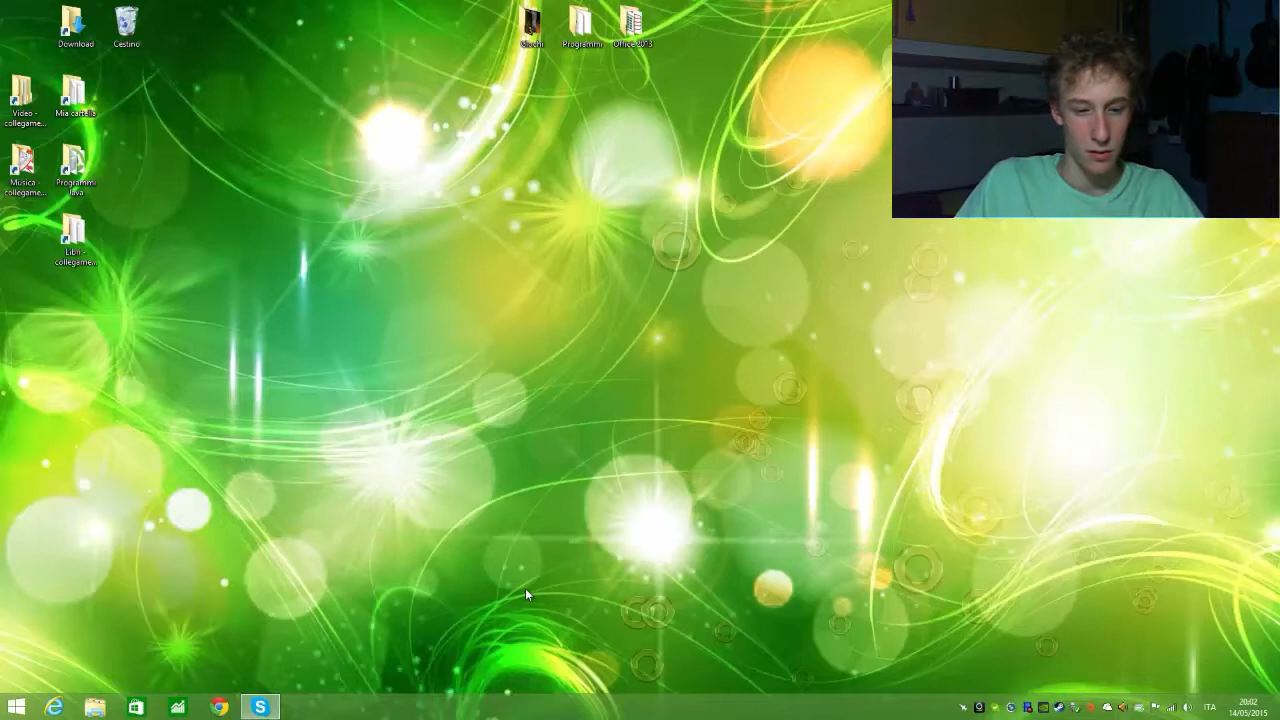 Download
Cestino
Giochi
Programmi
Office 2013
Video -
collegame...
Mia cartella
Musica -
collegame...
Programmi
Java
Libri -
collegame...
ITA
20:02
14/05/2015